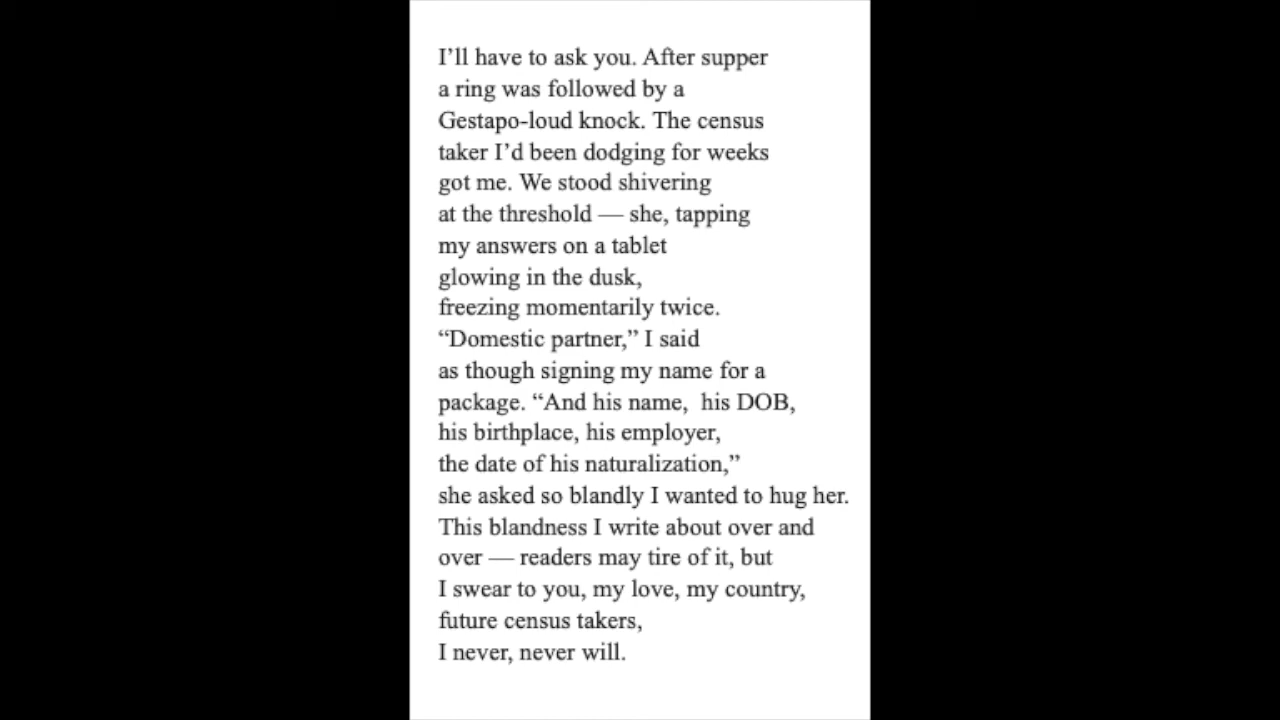 I’ll have to ask you. After supper
a ring was followed by a
Gestapo-loud knock. The census
taker I’d been dodging for weeks
got me. We stood shivering
at the threshold — she, tapping
my answers on a tablet
glowing in the dusk,
freezing momentarily twice.
“Domestic partner,” I said
as though signing my name for a
package. “And his name,  his DOB,
his birthplace, his employer,
the date of his naturalization,”
she asked so blandly I wanted to hug her.
This blandness I write about over and
over — readers may tire of it, but
I swear to you, my love, my country,
future census takers,
I never, never will.